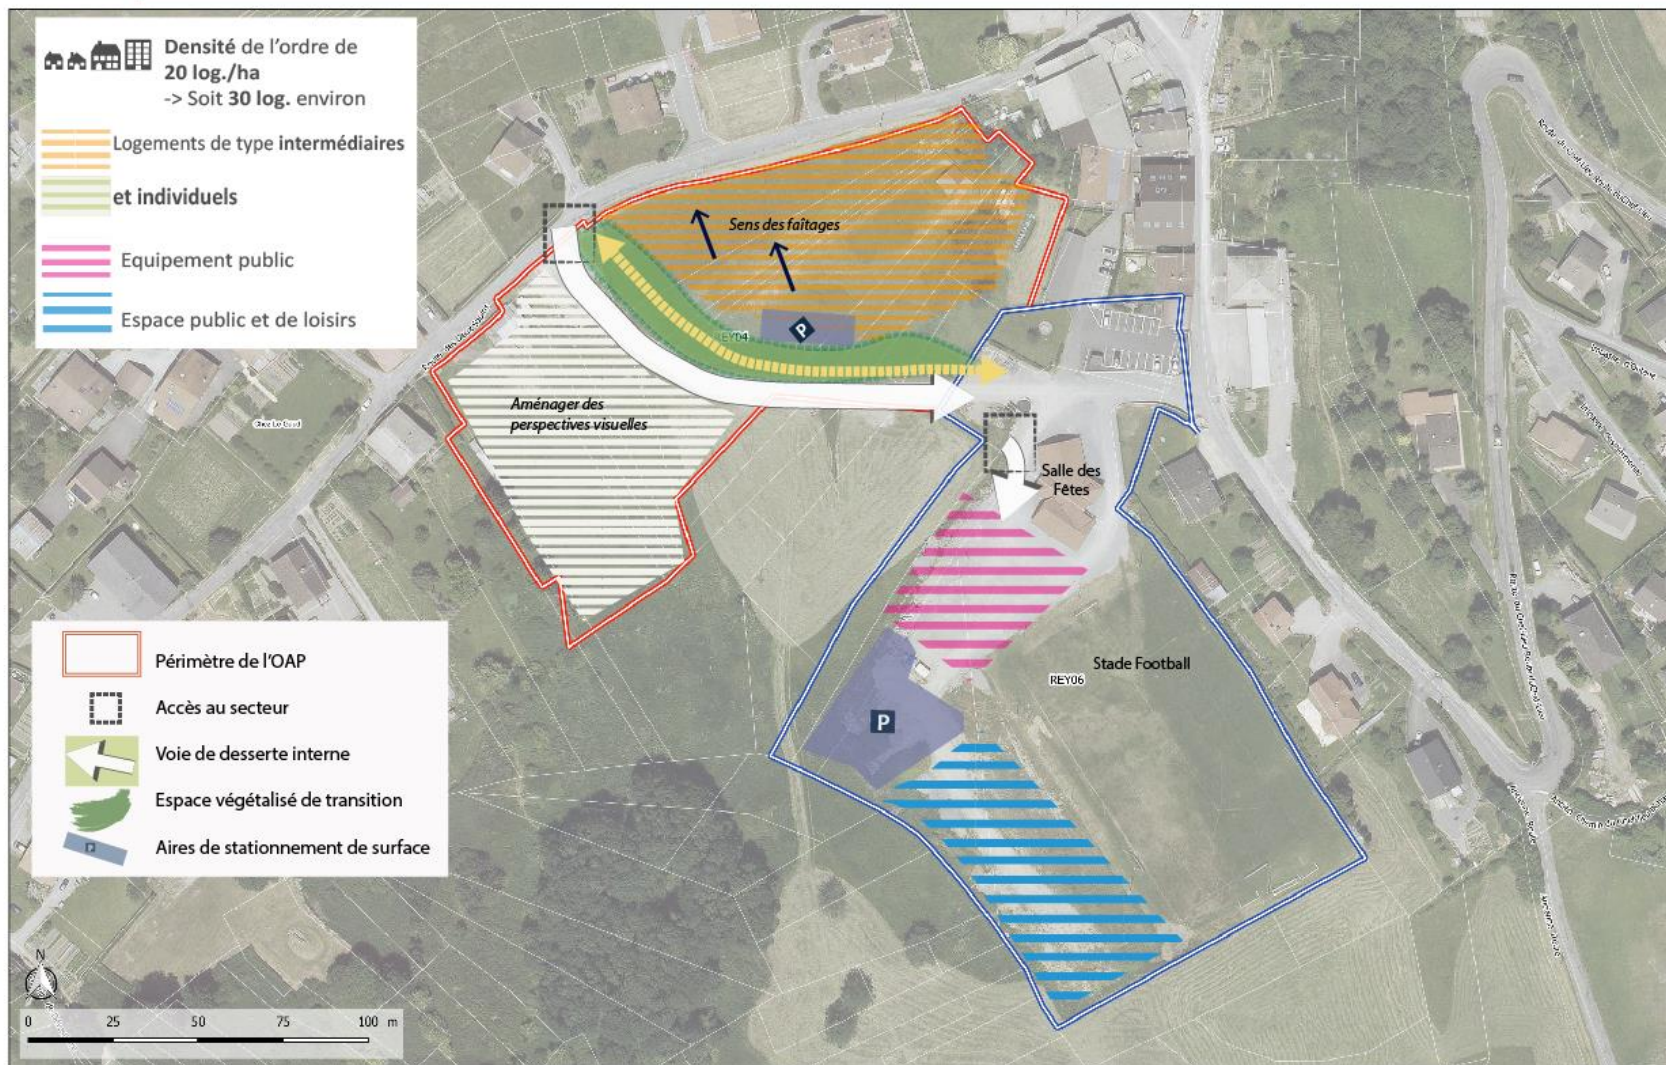 Densité de l'ordre de
20 log./ha
-> Soit 30 log. environ
Logements de type intermédiaires
et individuels
Equipement public
Espace public et de loisirs
Sens des faîtages
P
EY04
Aménager des
perspectives visuelles
Salle des
Fêtes
Stade Football
REY06
P
Périmètre de l'OAP
Accès au secteur
Voie de desserte interne
Espace végétalisé de transition
P
Aires de stationnement de surface
N
0 25 50 75 100 m